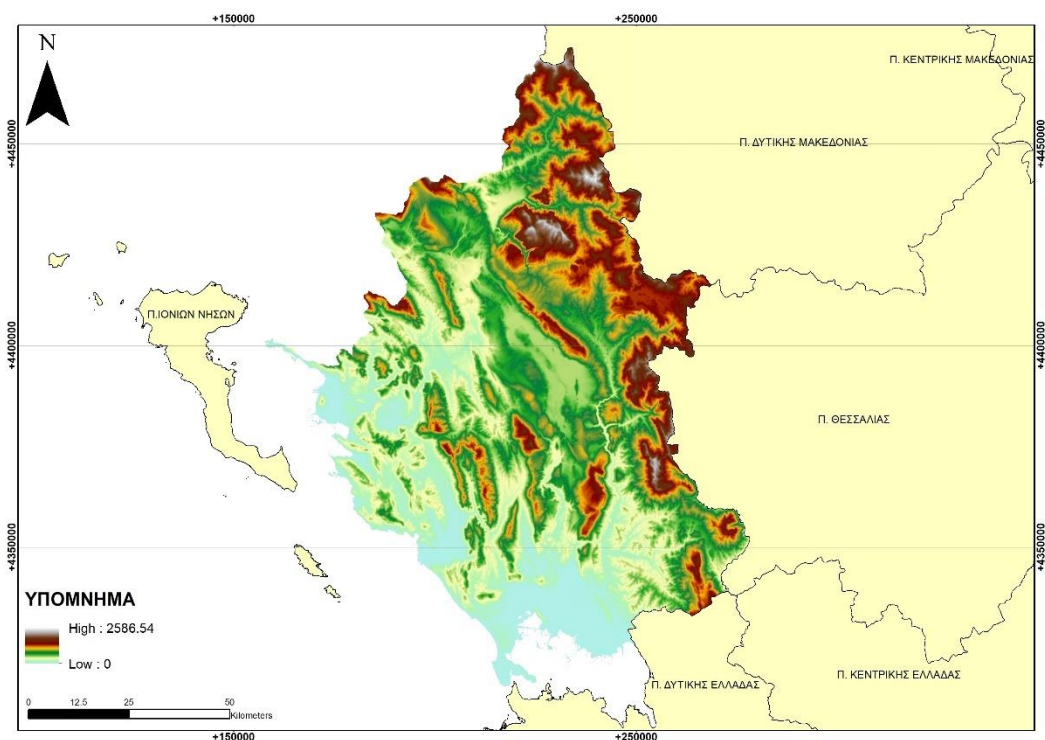 +150000
+250000
N
Π. ΚΕΝΤΡΙΚΗΣ ΜΑΚΕΔΟΝΙΑΣ
+4450000
Π. ΔΥΤΙΚΗΣ ΜΑΚΕΔΟΝΙΑΣ
+4450000
Π.ΙΟΝΙΩΝ ΝΗΣΩΝ
+4400000
+4400000
Π. ΘΕΣΣΑΛΙΑΣ
+4350000
+4350000
ΥΠΟΜΝΗΜΑ
High : 2586.54
Low : 0
Π. ΔΥΤΙΚΗΣ ΕΛΛΑΔΑΣ
Π. ΚΕΝΤΡΙΚΗΣ ΕΛΛΑΔΑΣ
0 12.5 25 50
Kilometers
+150000
+250000